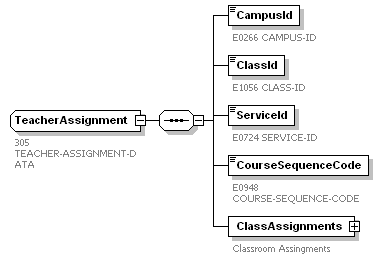 CampusId
E0266 CAMPUS-ID
ClassId
E1056 CLASS-ID
TeacherAssignment
305
TEACHER-ASSIGNMENT-D
ATA
ServiceId
E0724 SERVICE-ID
CourseSequenceCode
E0948
COURSE-SEQUENCE-CODE
ClassAssignments
Classroom Assingments